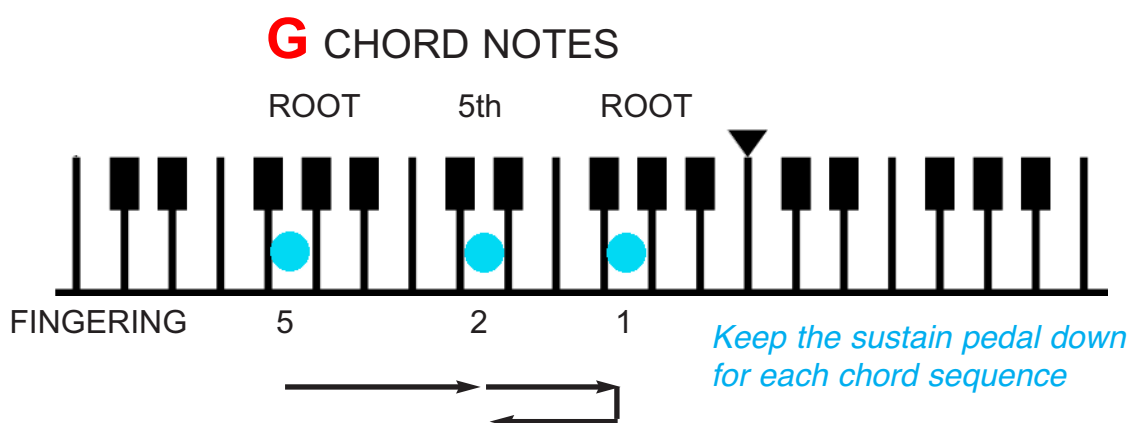 G CHORD NOTES
ROOT 5th ROOT
FINGERING 5 2 1
Keep the sustain pedal down
for each chord sequence